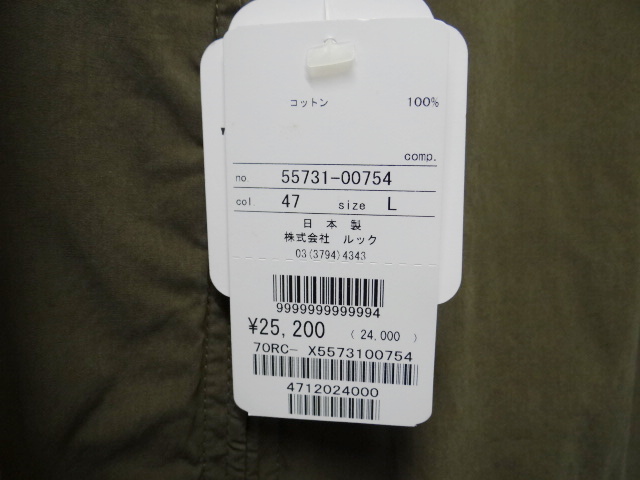 コットン 100%
comp.
no. 55731-00754
col. 47 size L
日本製
株式会社 ルック
03(3794)4343
9999999999994
¥25,200 (24,000)
70RC- X5573100754
4712024000